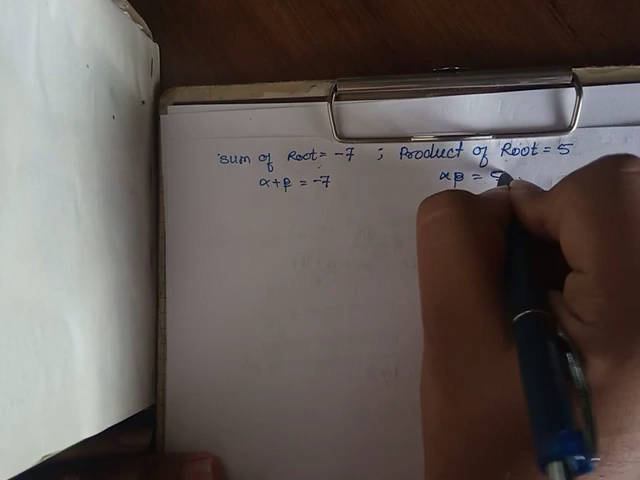 sum of Root = -7 ; Product of Root = 5
α+β = -7 αβ =